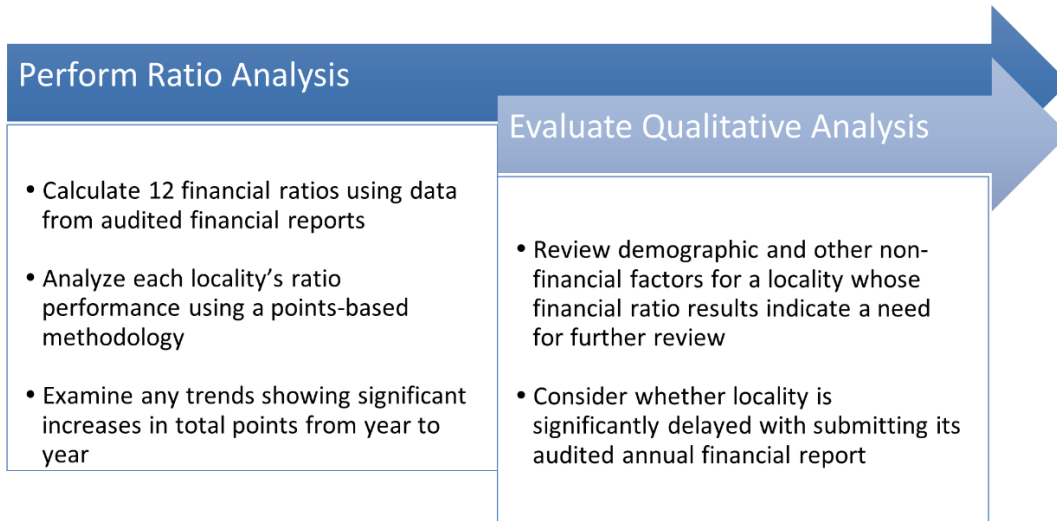 Perform Ratio Analysis
• Calculate 12 financial ratios using data
from audited financial reports
• Analyze each locality’s ratio
performance using a points-based
methodology
• Examine any trends showing significant
increases in total points from year to
year
Evaluate Qualitative Analysis
• Review demographic and other non-
financial factors for a locality whose
financial ratio results indicate a need
for further review
• Consider whether locality is
significantly delayed with submitting its
audited annual financial report